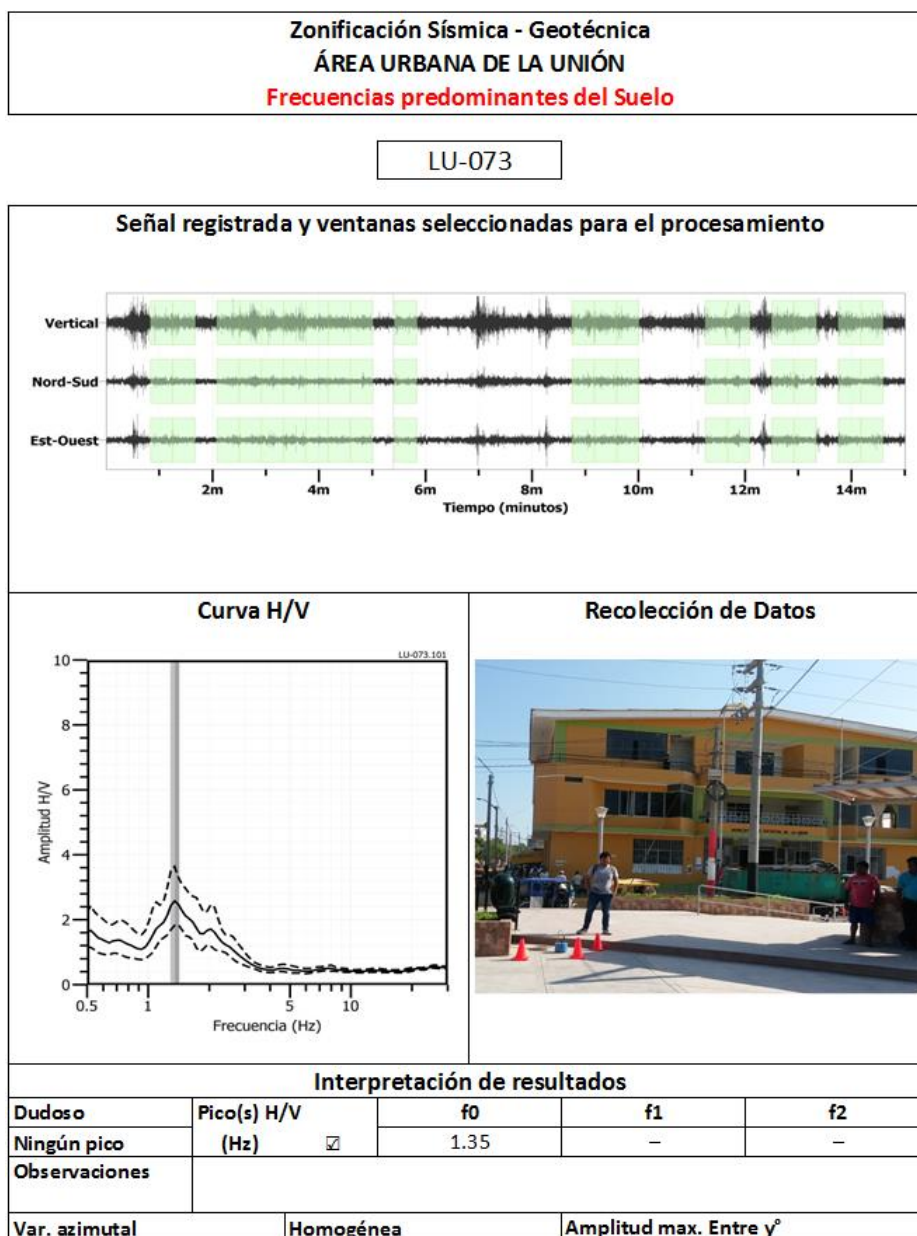 Zonificación Sísmica - Geotécnica
ÁREA URBANA DE LA UNIÓN
Frecuencias predominantes del Suelo
LU-073
Señal registrada y ventanas seleccionadas para el procesamiento
Vertical
Nord-Sud
Est-Ouest
2m 4m 6m 8m 10m 12m 14m
Tiempo (minutos)
Curva H/V
Recolección de Datos
LU-073.101
10
8
6
4
2
0
Amplitud H/V
0.5 1 5 10
Frecuencia (Hz)
Interpretación de resultados
Dudoso Pico(s) H/V f0 f1 f2
Ningún pico (Hz) ☑ 1.35 – –
Observaciones
Var. azimutal Homogénea Amplitud max. Entre y°